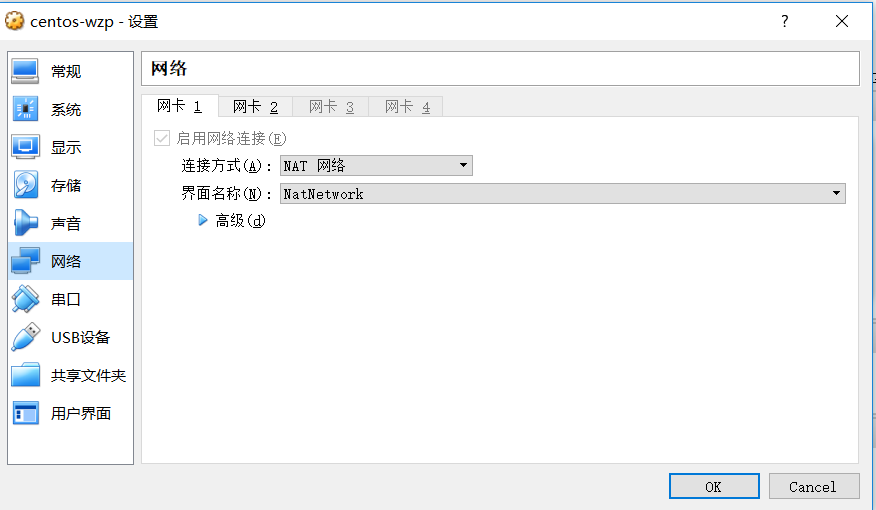 centos-wzp - 设置
常规
系统
显示
存储
声音
网络
串口
USB设备
共享文件夹
用户界面
网络
网卡 1 网卡 2 网卡 3 网卡 4
启用网络连接(E)
连接方式(A): NAT 网络
界面名称(N): NatNetwork
高级(d)
OK Cancel